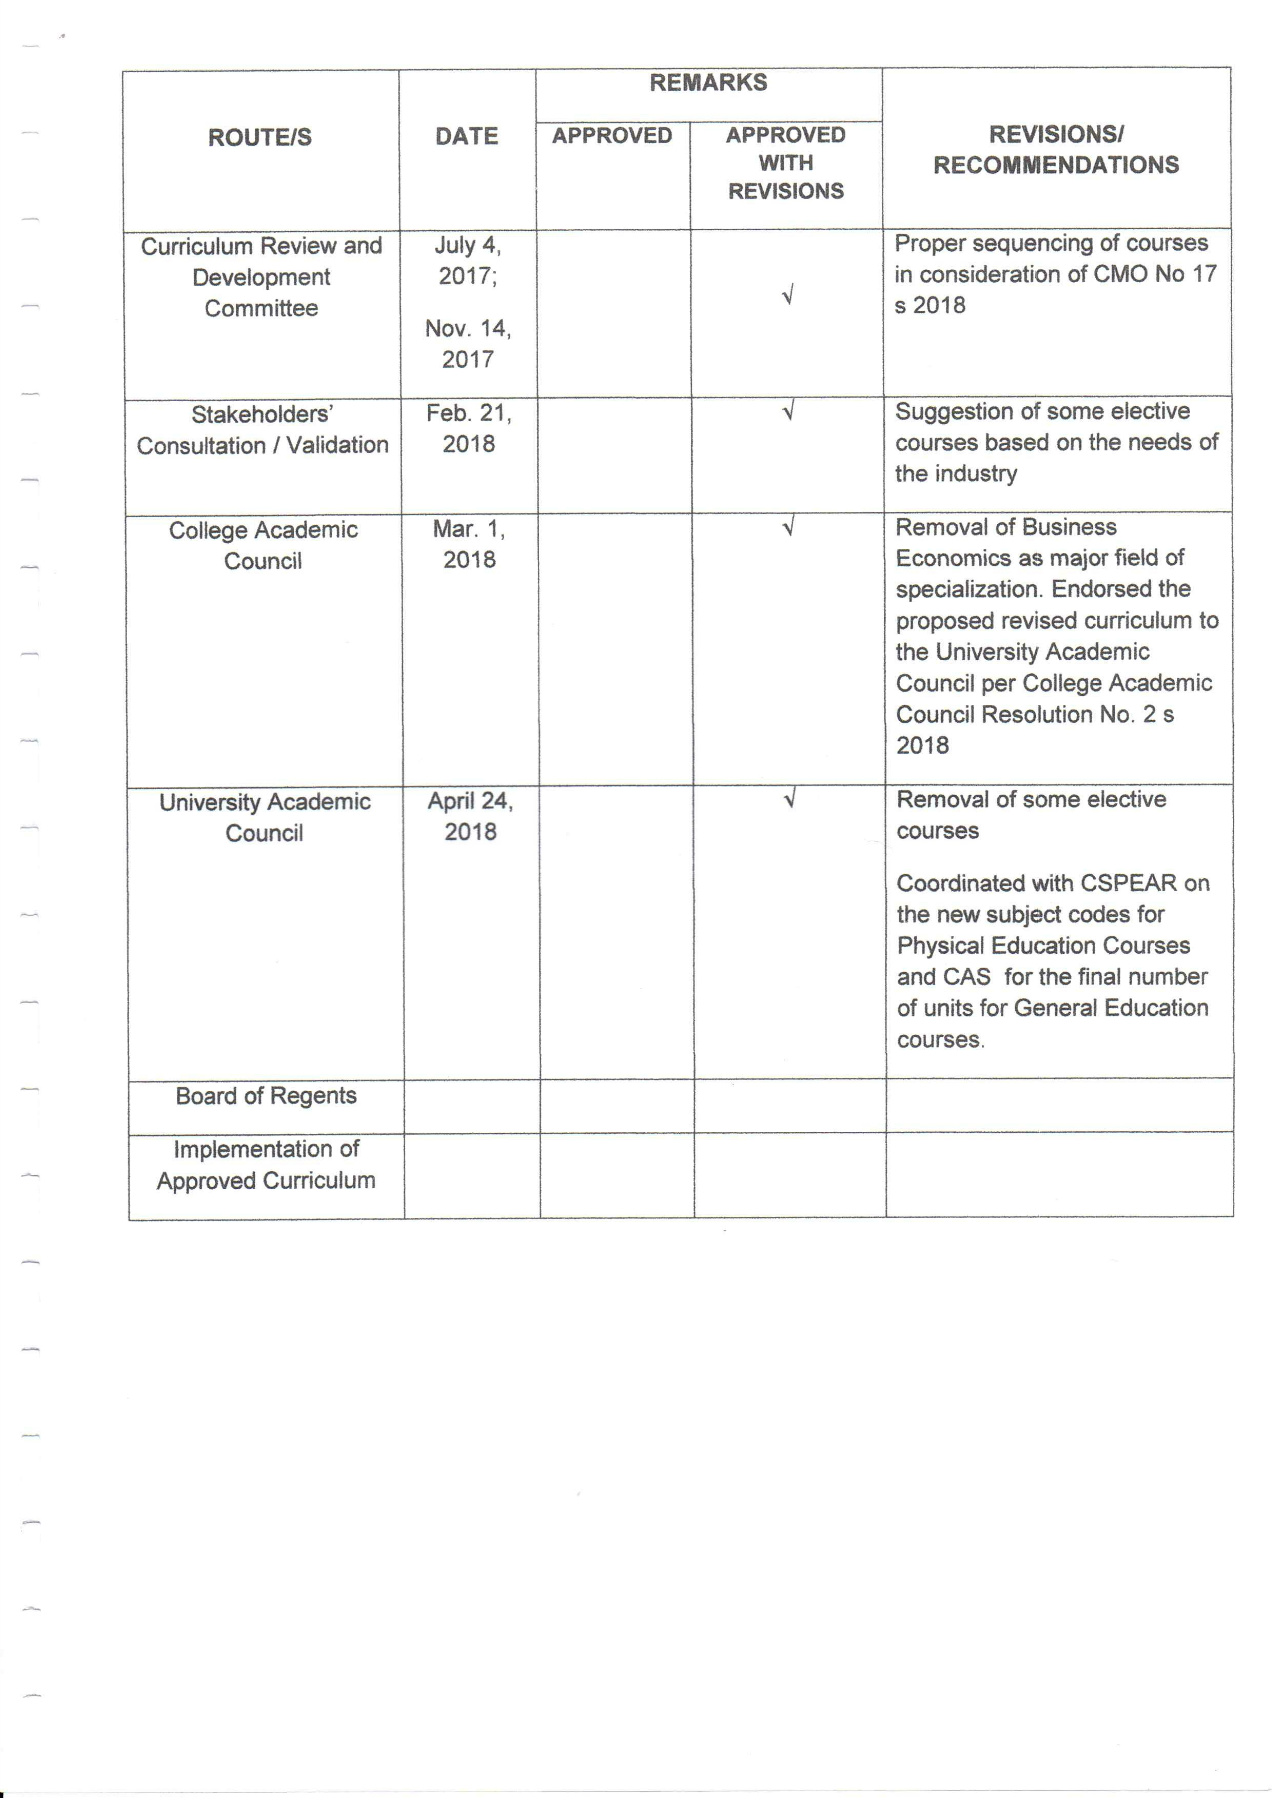 REMARKS
ROUTE/S
DATE
APPROVED
APPROVED
WITH
REVISIONS
REVISIONS/
RECOMMENDATIONS
Curriculum Review and
Development
Committee
July 4,
2017;
Nov. 14,
2017
√
Proper sequencing of courses
in consideration of CMO No 17
s 2018
Stakeholders'
Consultation / Validation
Feb. 21,
2018
√
Suggestion of some elective
courses based on the needs of
the industry
College Academic
Council
Mar. 1,
2018
√
Removal of Business
Economics as major field of
specialization. Endorsed the
proposed revised curriculum to
the University Academic
Council per College Academic
Council Resolution No. 2 s
2018
University Academic
Council
April 24,
2018
√
Removal of some elective
courses
Coordinated with CSPEAR on
the new subject codes for
Physical Education Courses
and CAS for the final number
of units for General Education
courses.
Board of Regents
Implementation of
Approved Curriculum